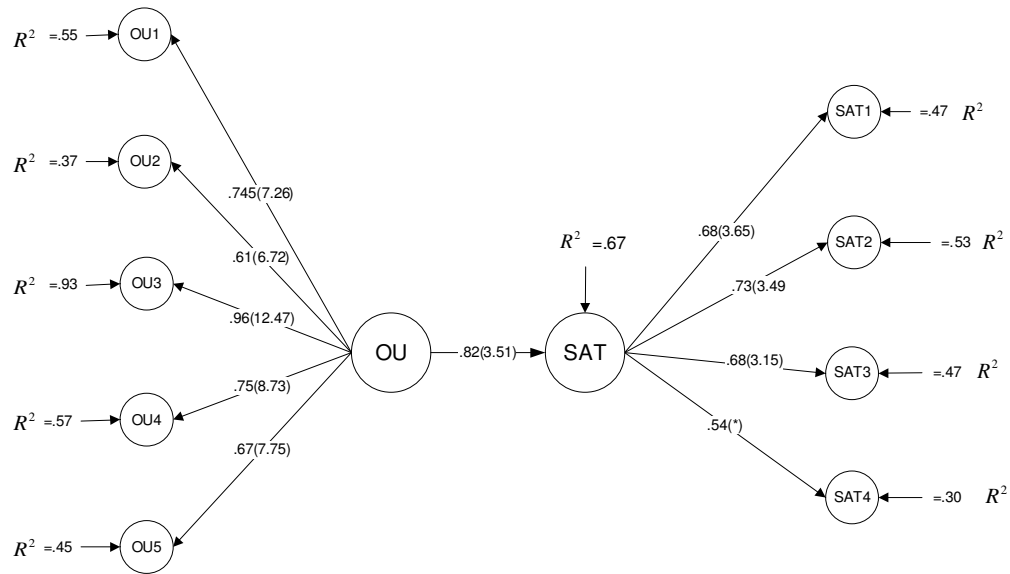 R² =.55 OU1
R² =.37 OU2
R² =.93 OU3
R² =.57 OU4
R² =.45 OU5
.745(7.26)
.61(6.72)
.96(12.47)
.75(8.73)
.67(7.75)
OU
.82(3.51)
R² =.67
SAT
.68(3.65)
.73(3.49
.68(3.15)
.54(*)
SAT1 =.47 R²
SAT2 =.53 R²
SAT3 =.47 R²
SAT4 =.30 R²